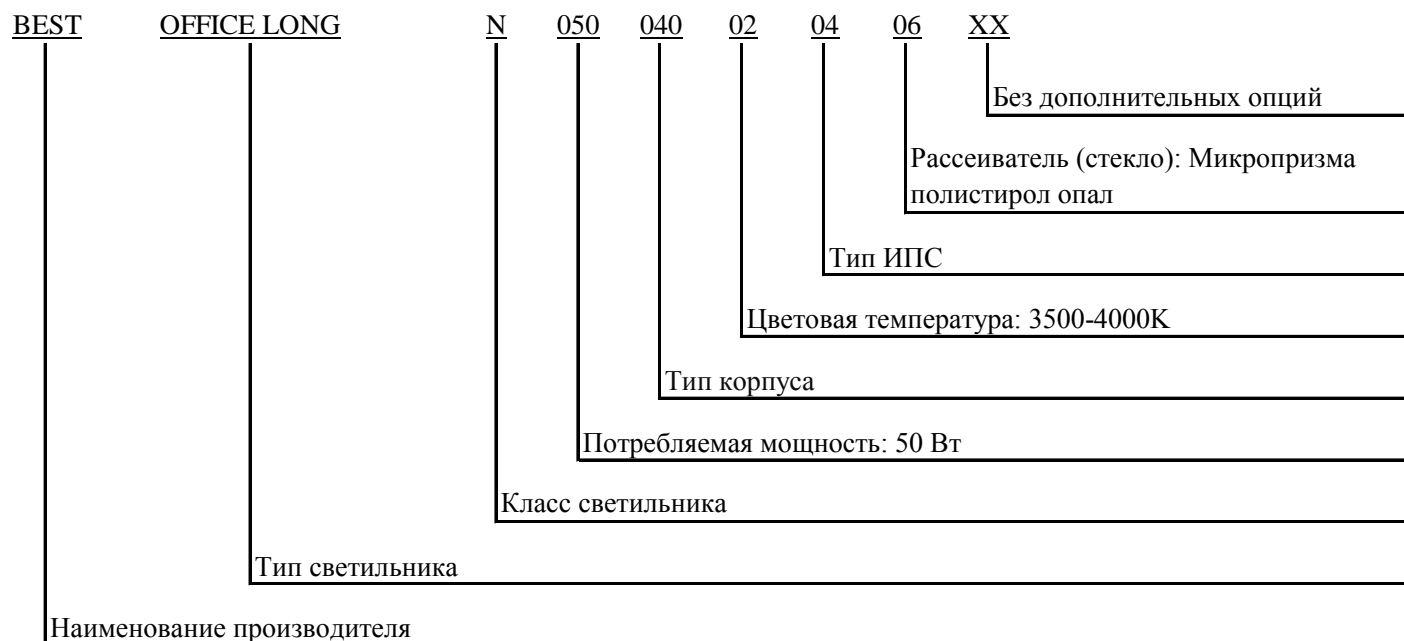 BEST OFFICE LONG N 050 040 02 04 06 XX
Без дополнительных опций
Рассеиватель (стекло): Микропризма
полистирол опал
Тип ИПС
Цветовая температура: 3500-4000К
Тип корпуса
Потребляемая мощность: 50 Вт
Класс светильника
Тип светильника
Наименование производителя